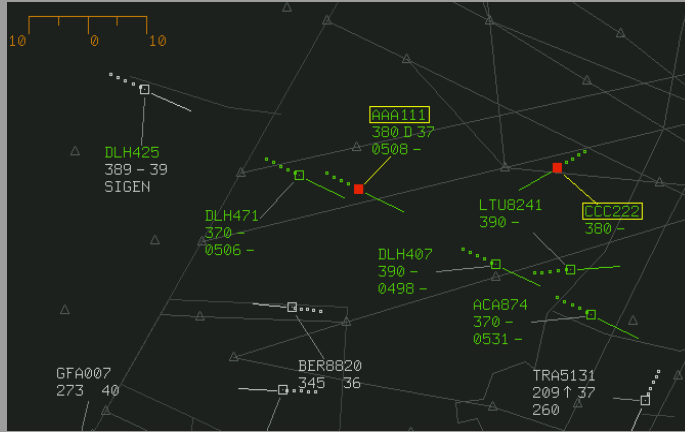 10 0 10
DLH425
389 - 39
SIGEN
AAA111
380 D 37
0508 -
DLH471
370 -
0506 -
LTU8241
390 -
CCC222
380 -
DLH407
390 -
0498 -
ACA874
370 -
0531 -
BER8820
345 36
GFA007
273 40
TRA5131
209 ↑ 37
260